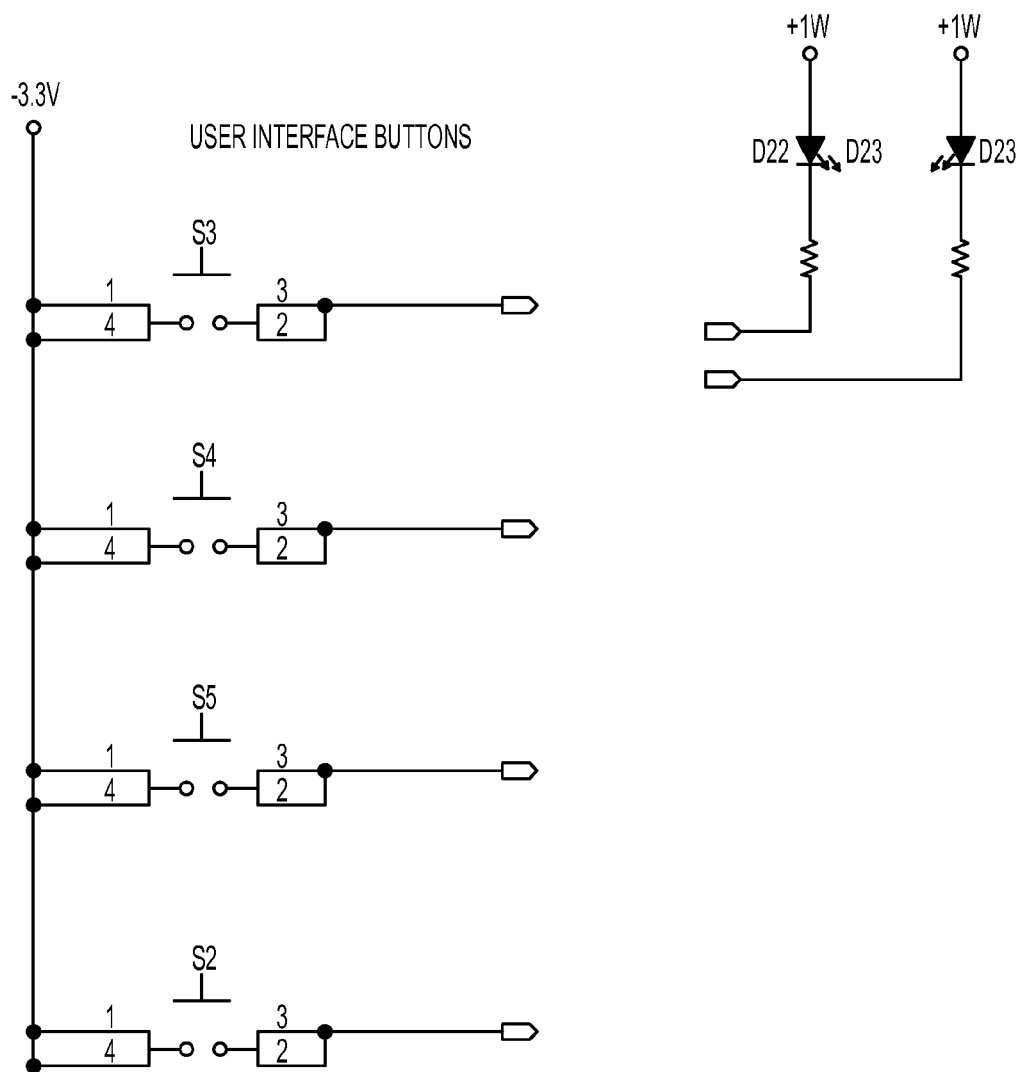 +1W +1W
-3.3V
USER INTERFACE BUTTONS
D22 D23 D23
S3
1 3
4 2
S4
1 3
4 2
S5
1 3
4 2
S2
1 3
4 2